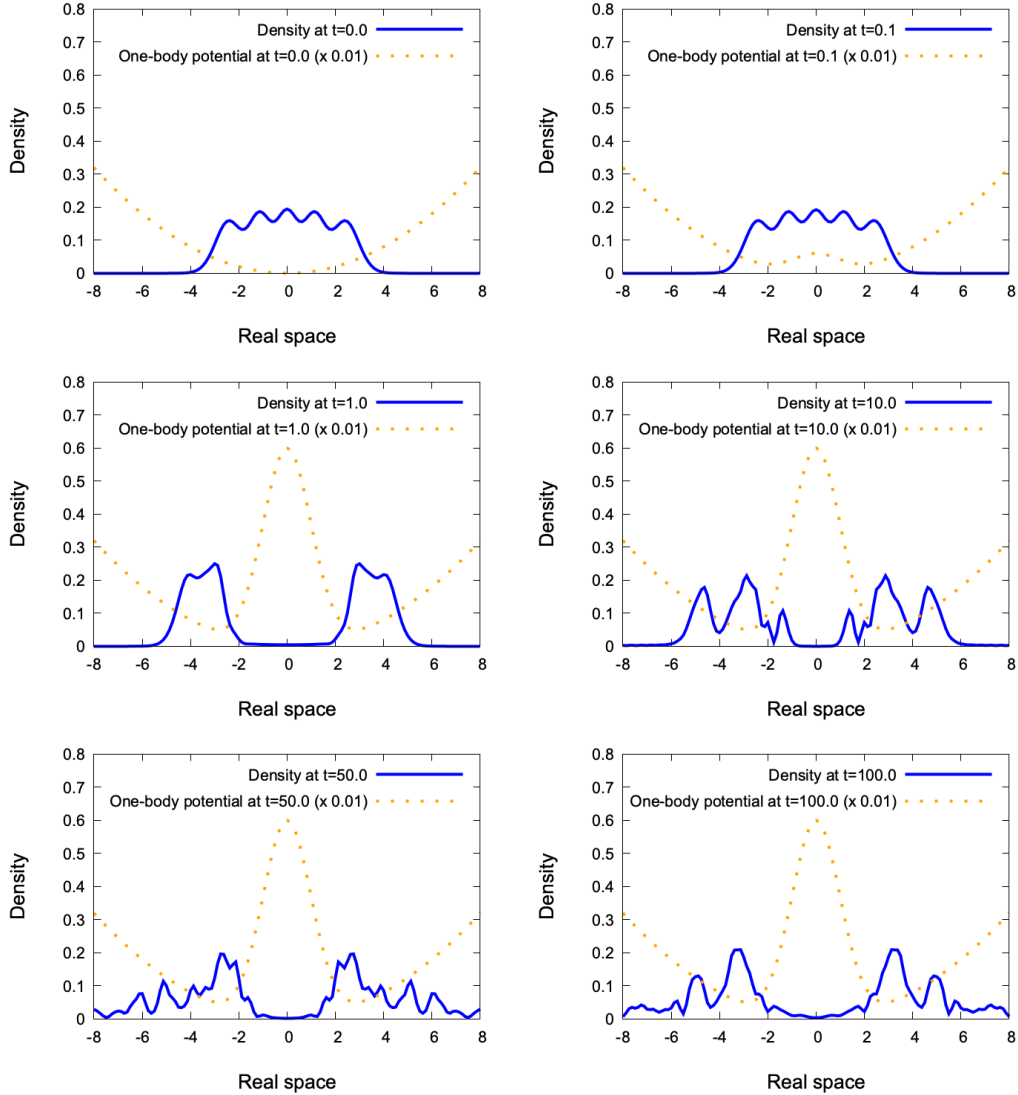 Density at t=0.0
One-body potential at t=0.0 (x 0.01)
Density
0.8
0.7
0.6
0.5
0.4
0.3
0.2
0.1
0
-8 -6 -4 -2 0 2 4 6 8
Real space
Density at t=0.1
One-body potential at t=0.1 (x 0.01)
Density
0.8
0.7
0.6
0.5
0.4
0.3
0.2
0.1
0
-8 -6 -4 -2 0 2 4 6 8
Real space
Density at t=1.0
One-body potential at t=1.0 (x 0.01)
Density
0.8
0.7
0.6
0.5
0.4
0.3
0.2
0.1
0
-8 -6 -4 -2 0 2 4 6 8
Real space
Density at t=10.0
One-body potential at t=10.0 (x 0.01)
Density
0.8
0.7
0.6
0.5
0.4
0.3
0.2
0.1
0
-8 -6 -4 -2 0 2 4 6 8
Real space
Density at t=50.0
One-body potential at t=50.0 (x 0.01)
Density
0.8
0.7
0.6
0.5
0.4
0.3
0.2
0.1
0
-8 -6 -4 -2 0 2 4 6 8
Real space
Density at t=100.0
One-body potential at t=100.0 (x 0.01)
Density
0.8
0.7
0.6
0.5
0.4
0.3
0.2
0.1
0
-8 -6 -4 -2 0 2 4 6 8
Real space